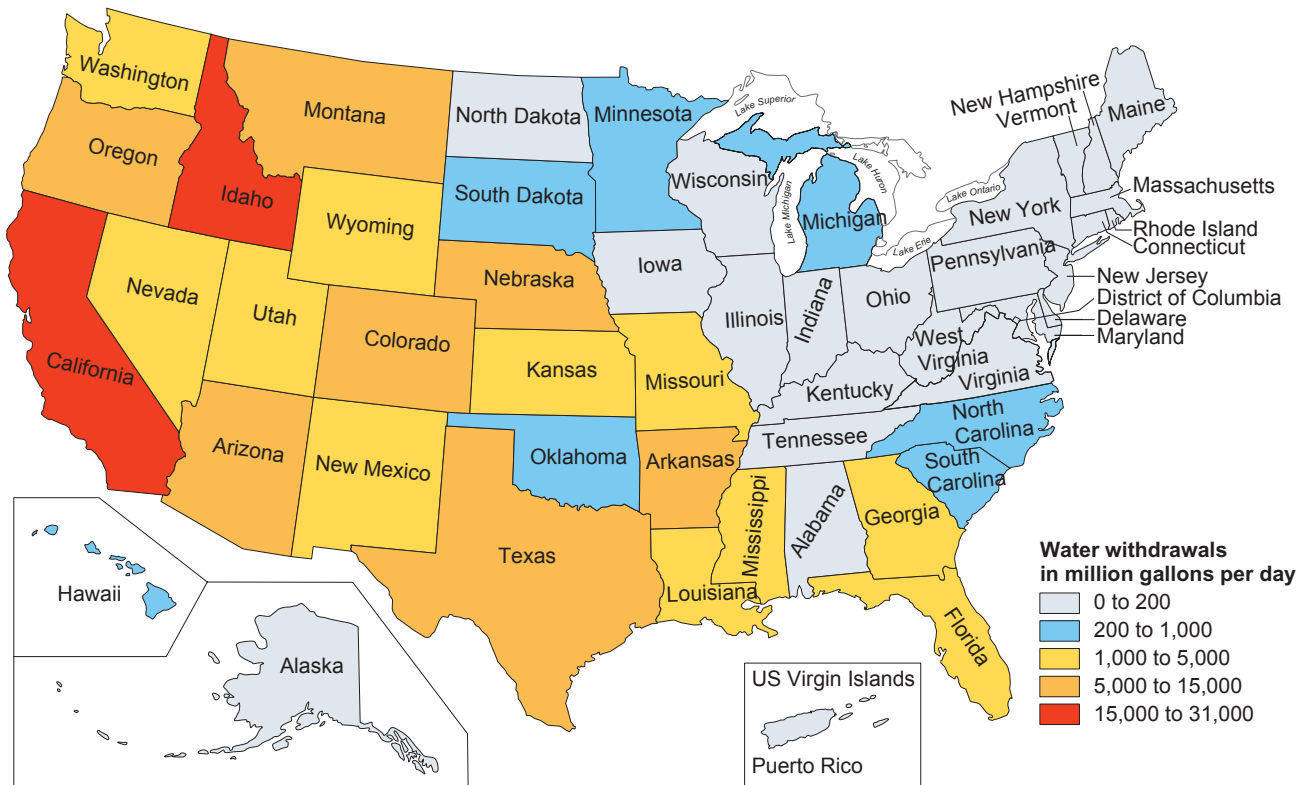 Washington
Montana
North Dakota
Minnesota
Lake Superior
New Hampshire
Vermont
Maine
Oregon
Idaho
South Dakota
Wisconsin
Lake Michigan
Lake Huron
Michigan
Lake Ontario
Lake Erie
New York
Massachusetts
Rhode Island
Connecticut
Wyoming
Nebraska
Iowa
Pennsylvania
New Jersey
District of Columbia
Delaware
Maryland
Nevada
Utah
Colorado
Illinois
Indiana
Ohio
West
Virginia
Virginia
California
Kansas
Missouri
Kentucky
Arizona
New Mexico
Oklahoma
Arkansas
Tennessee
North
Carolina
South
Carolina
Texas
Louisiana
Mississippi
Alabama
Georgia
Florida
Hawaii
Alaska
US Virgin Islands
Puerto Rico
Water withdrawals
in million gallons per day
0 to 200
200 to 1,000
1,000 to 5,000
5,000 to 15,000
15,000 to 31,000